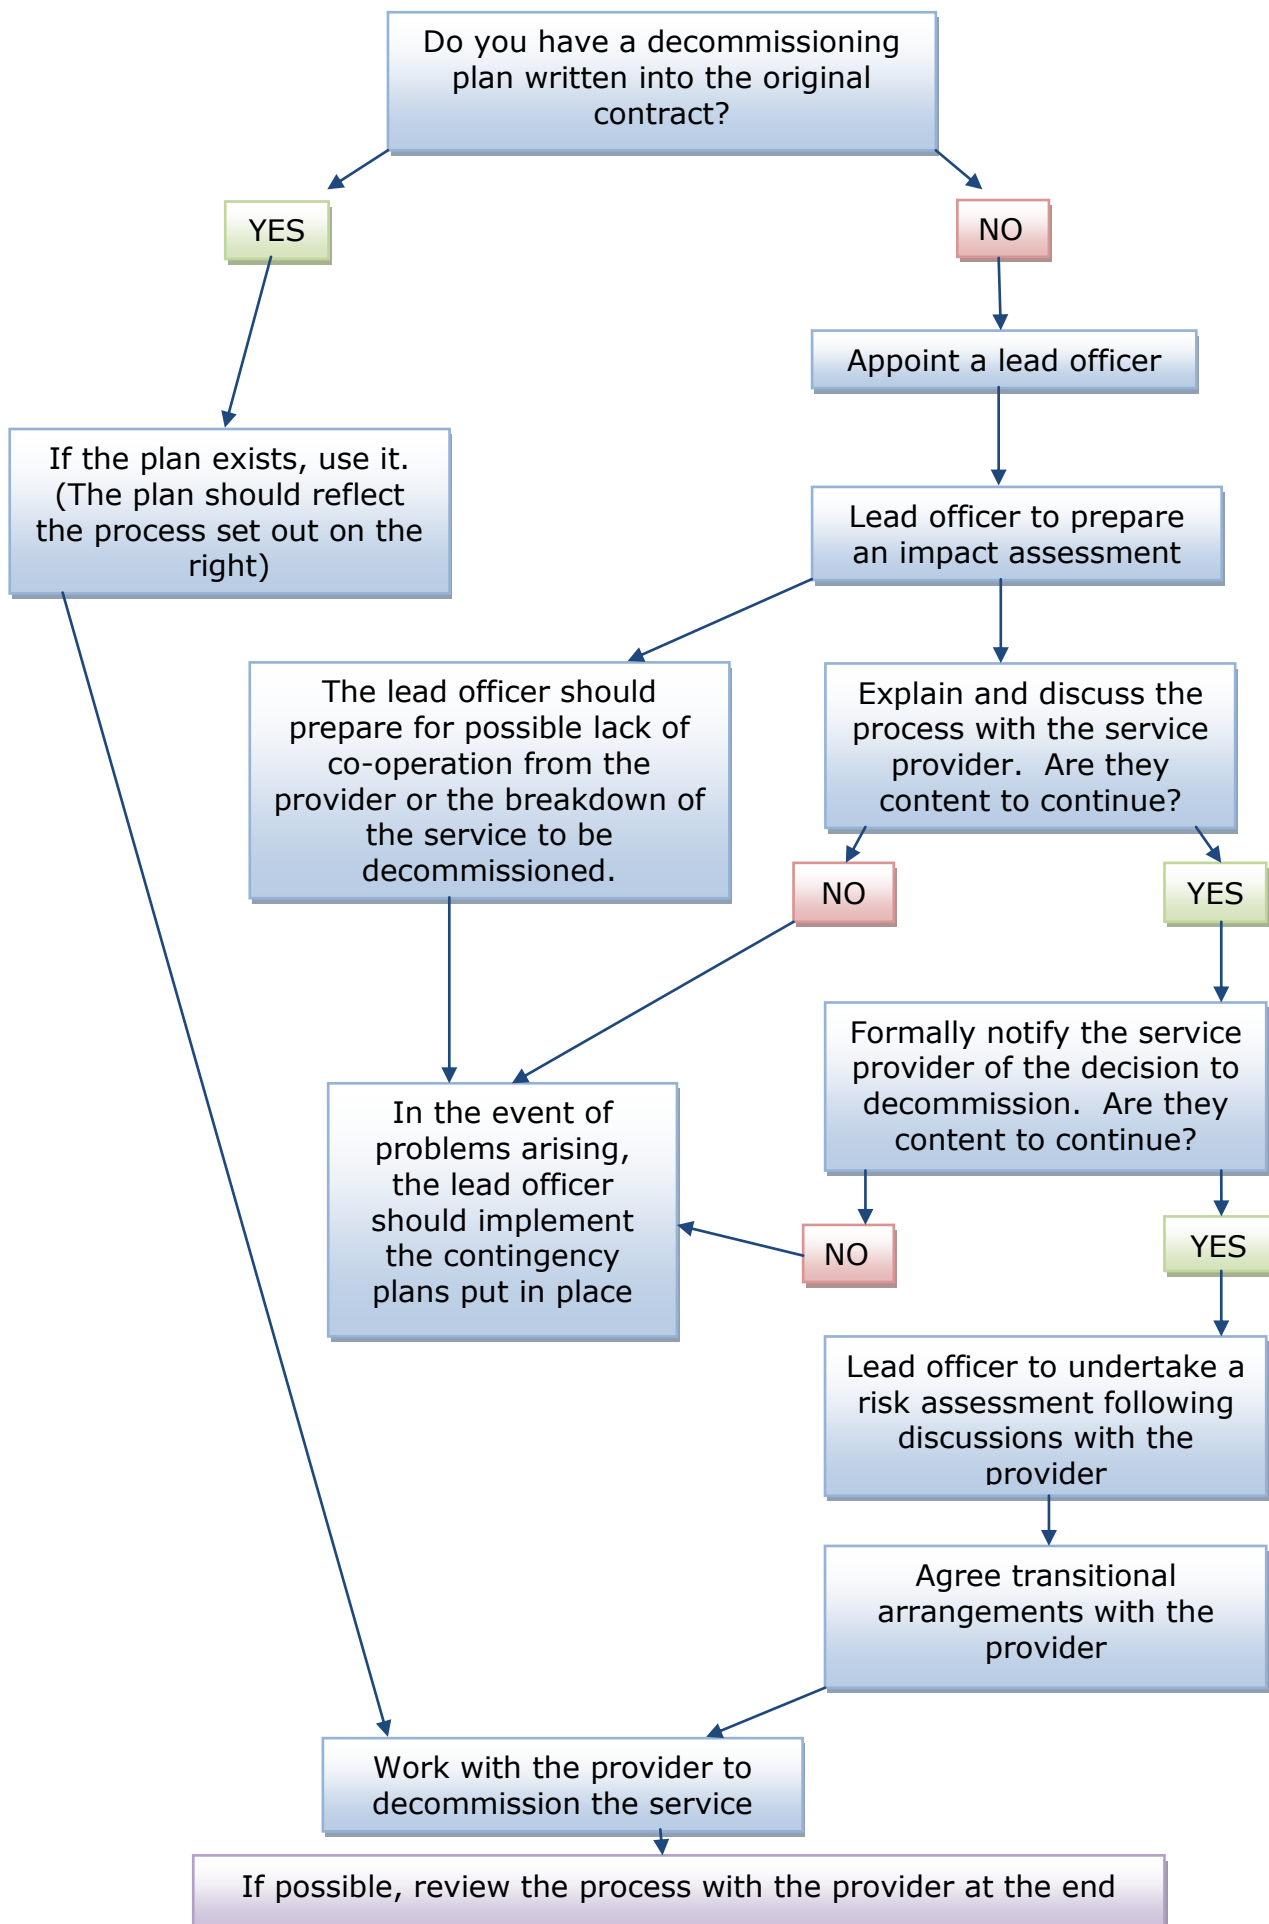 Do you have a decommissioning
plan written into the original
contract?
YES
NO
Appoint a lead officer
If the plan exists, use it.
(The plan should reflect
the process set out on the
right)
Lead officer to prepare
an impact assessment
The lead officer should
prepare for possible lack of
co-operation from the
provider or the breakdown of
the service to be
decommissioned.
Explain and discuss the
process with the service
provider.  Are they
content to continue?
NO
YES
Formally notify the service
provider of the decision to
decommission.  Are they
content to continue?
In the event of
problems arising,
the lead officer
should implement
the contingency
plans put in place
NO
YES
Lead officer to undertake a
risk assessment following
discussions with the
provider
Agree transitional
arrangements with the
provider
Work with the provider to
decommission the service
If possible, review the process with the provider at the end